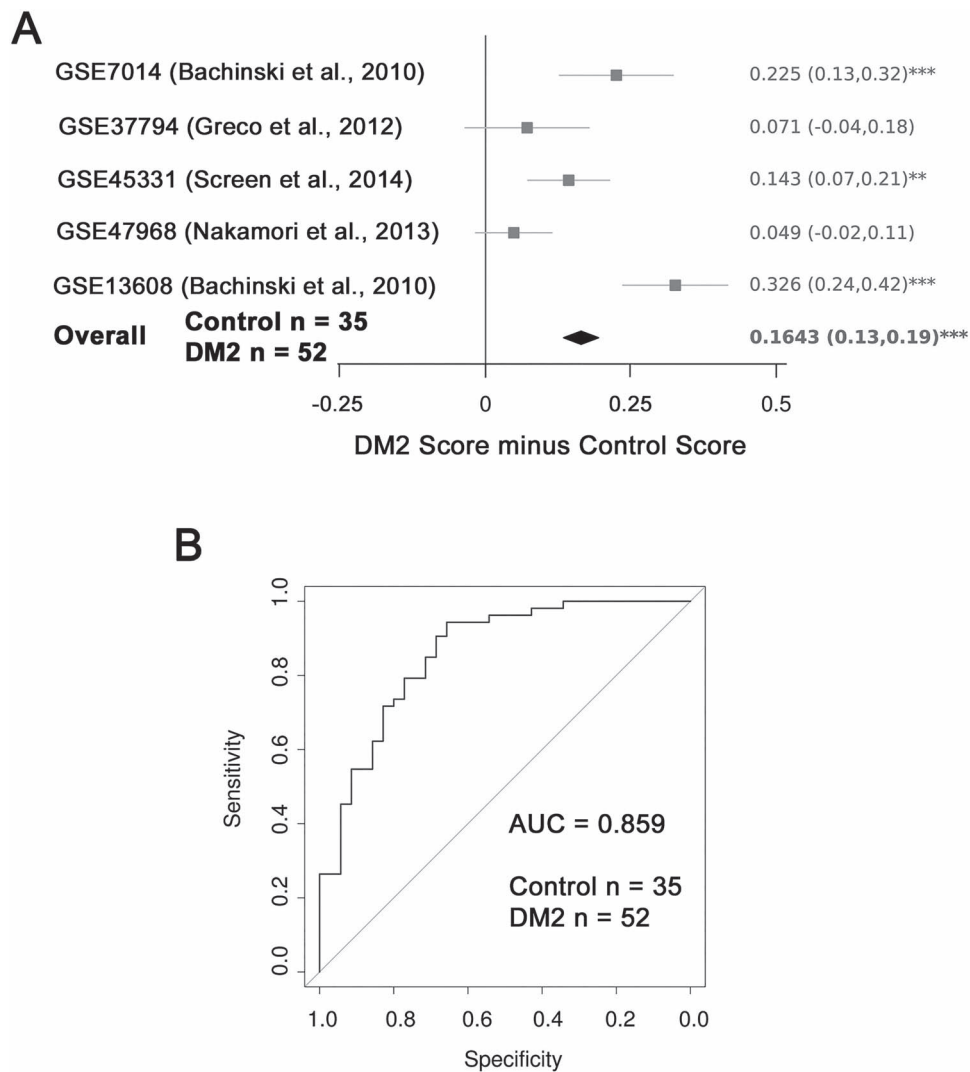 A
GSE7014 (Bachinski et al., 2010) 0.225 (0.13,0.32)***
GSE37794 (Greco et al., 2012) 0.071 (-0.04,0.18)
GSE45331 (Screen et al., 2014) 0.143 (0.07,0.21)**
GSE47968 (Nakamori et al., 2013) 0.049 (-0.02,0.11)
GSE13608 (Bachinski et al., 2010) 0.326 (0.24,0.42)***
Overall Control n = 35 0.1643 (0.13,0.19)***
DM2 n = 52
-0.25 0 0.25 0.5
DM2 Score minus Control Score
B
1.0
0.8
0.6
0.4
0.2
0.0
Sensitivity
AUC = 0.859
Control n = 35
DM2 n = 52
1.0 0.8 0.6 0.4 0.2 0.0
Specificity